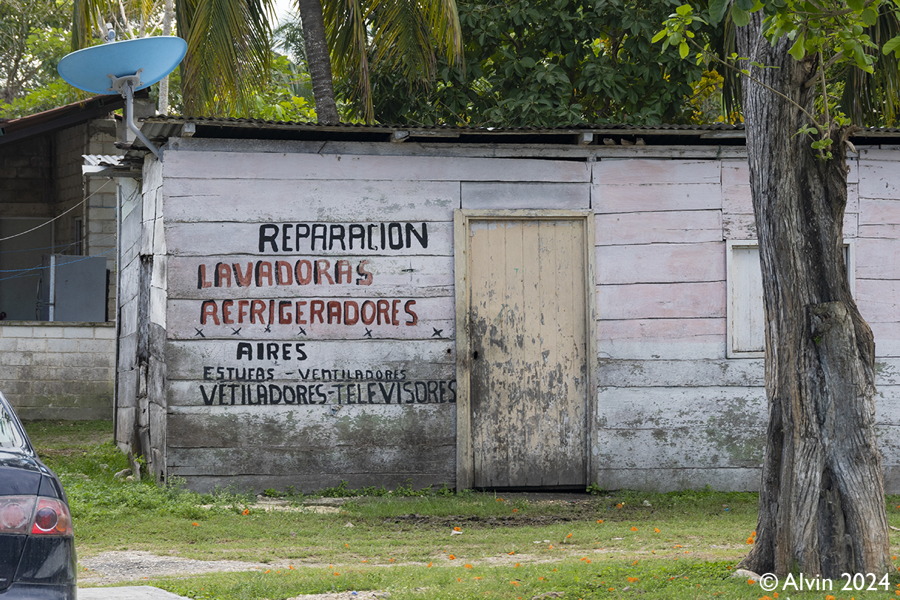 REPARACION
LAVADORAS
REFRIGERADORES
AIRES
ESTUFAS - VENTILADORES
VETILADORES-TELEVISORES
© Alvin 2024